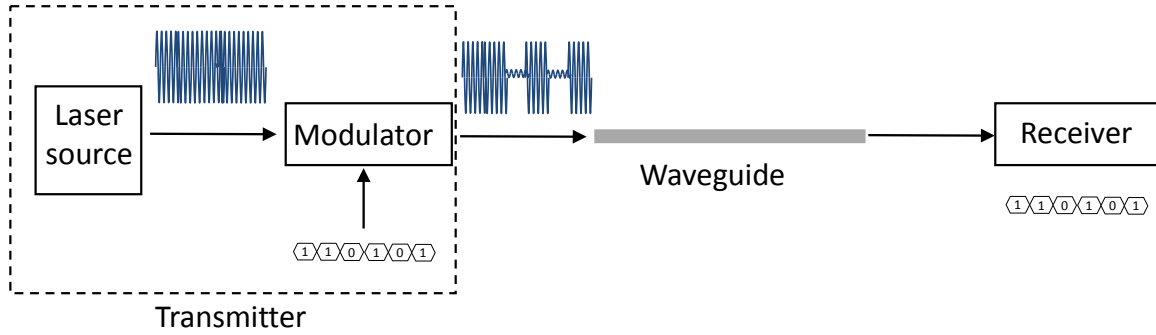 Laser
source
Modulator
Receiver
Waveguide
1 1 0 1 0 1
1 1 0 1 0 1
Transmitter